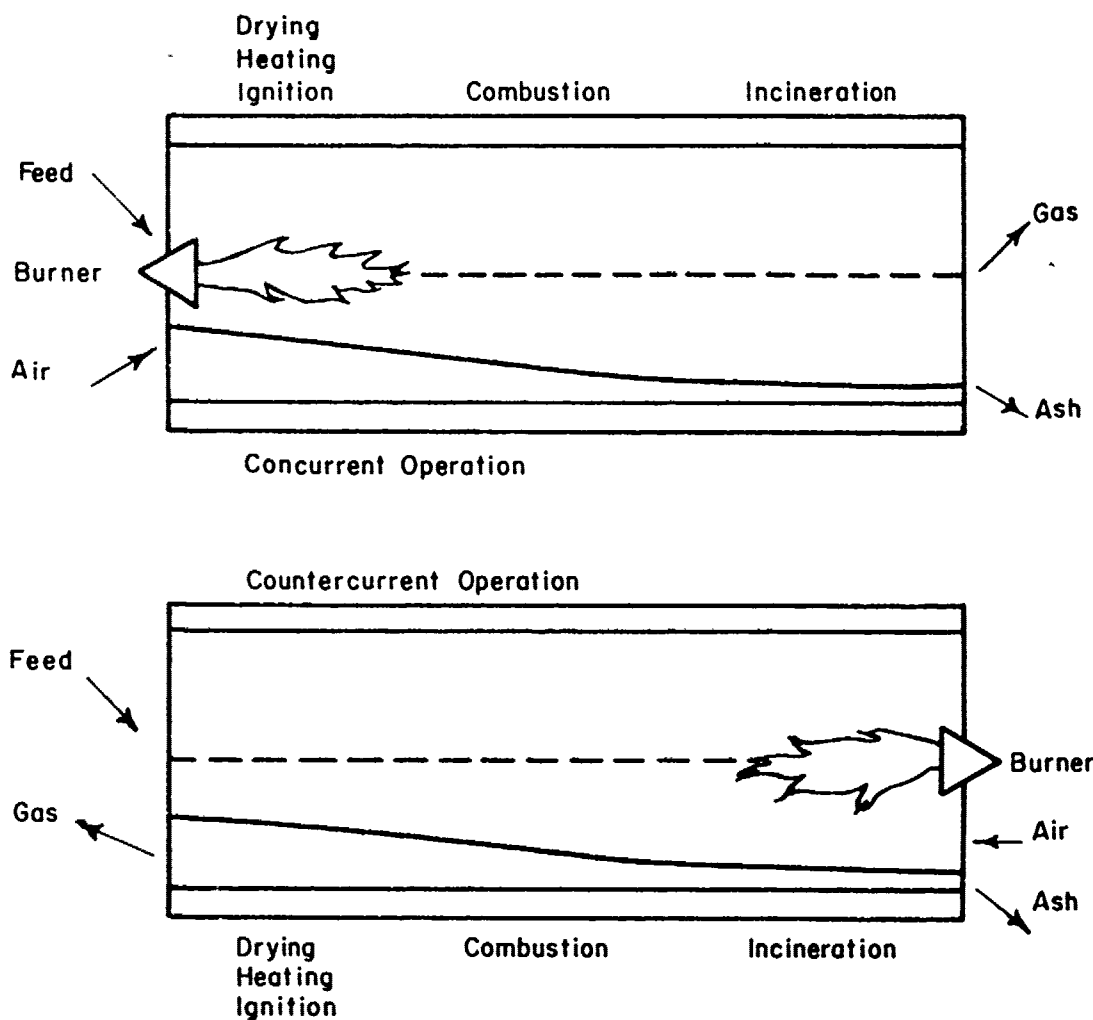 Drying
Heating
Ignition
Combustion
Incineration
Feed
Gas
Burner
Air
Ash
Concurrent Operation
Countercurrent Operation
Feed
Burner
Gas
Air
Ash
Drying
Heating
Ignition
Combustion
Incineration